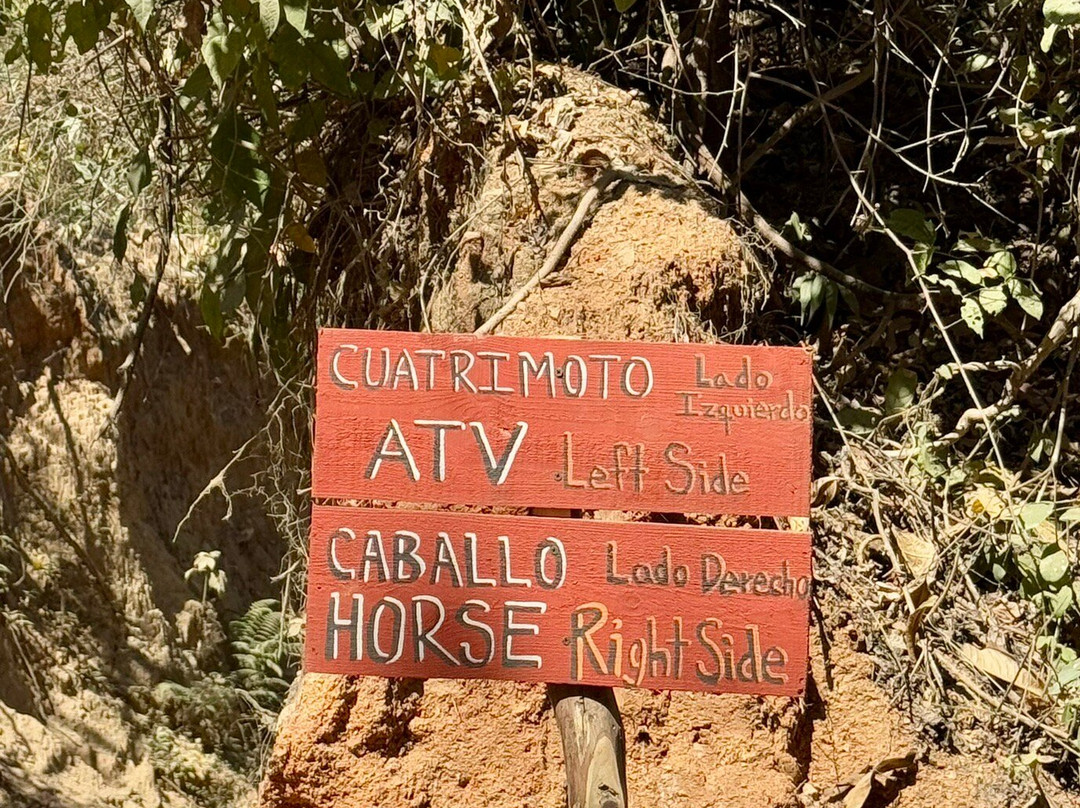 CUATRIMOTO Lado
Izquierdo
ATV Left Side
CABALLO Lado Derecho
HORSE Right Side